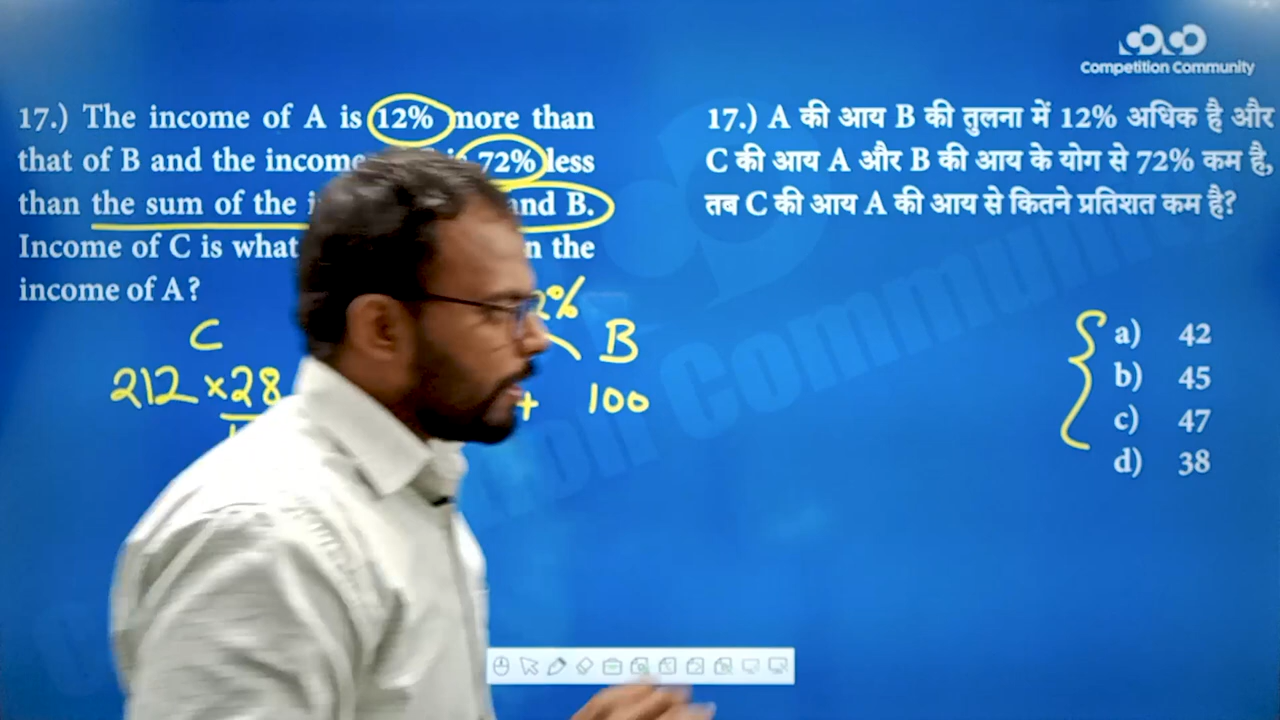 Competition Community
17.) The income of A is 12% more than
that of B and the income 72% less
than the sum of the and B.
Income of C is what the
income of A?
17.) A की आय B की तुलना में 12% अधिक है और
C की आय A और B की आय के योग से 72% कम है,
तब C की आय A की आय से कितने प्रतिशत कम है?
C
B
212 × 28
+ 100
a) 42
b) 45
c) 47
d) 38